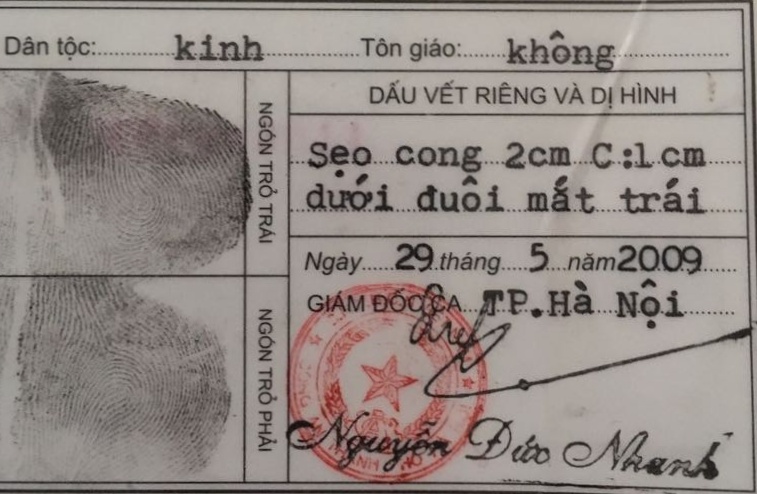 Dân tộc: kinh Tôn giáo: không
DẤU VẾT RIÊNG VÀ DỊ HÌNH
Sẹo cong 2cm C:1cm
dưới đuôi mắt trái
Ngày 29 tháng 5 năm 2009
GIÁM ĐỐC CA TP.Hà Nội
Nguyễn Đức Nhanh
NGÓN TRỎ TRÁI
NGÓN TRỎ PHẢI